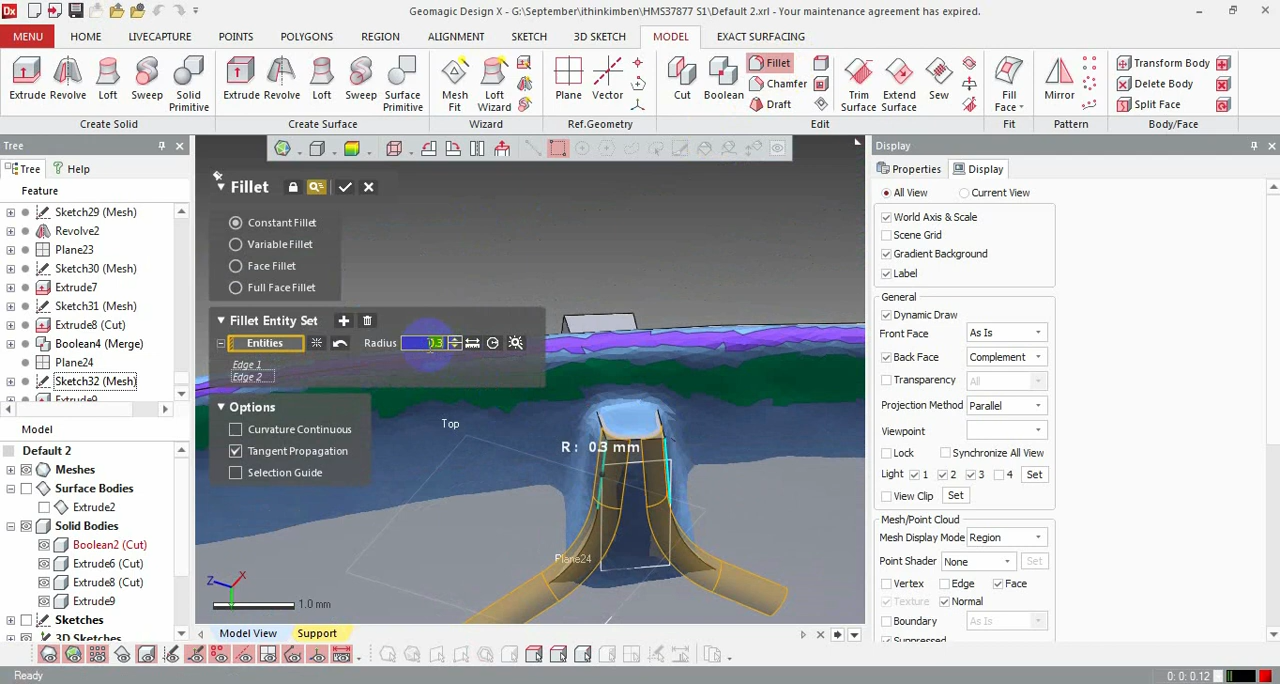 Geomagic Design X - G:\September\ithinkimben\HMS37877 S1\Default 2.xrl - Your maintenance agreement has expired.
MENU HOME LIVECAPTURE POINTS POLYGONS REGION ALIGNMENT SKETCH 3D SKETCH MODEL EXACT SURFACING
Fillet Transform Body
Chamfer Delete Body
Extrude Revolve Loft Sweep Solid Primitive Extrude Revolve Loft Sweep Surface Primitive Mesh Fit Loft Wizard Plane Vector Cut Boolean Draft Trim Surface Extend Surface Sew Fill Face Mirror Split Face
Create Solid Create Surface Wizard Ref.Geometry Edit Fit Pattern Body/Face
Tree Display
Tree Help Properties Display
Feature Fillet All View Current View
Sketch29 (Mesh) Constant Fillet World Axis & Scale
Revolve2 Variable Fillet Scene Grid
Plane23 Gradient Background
Sketch30 (Mesh) Face Fillet Label
Extrude7 Full Face Fillet General
Sketch31 (Mesh) Dynamic Draw
Extrude8 (Cut) Fillet Entity Set Front Face As Is
Boolean4 (Merge) Entities Radius 0.3 Back Face Complement
Plane24 Edge 1 Transparency All
Sketch32 (Mesh) Edge 2
Extrude9 Options Projection Method Parallel
Model Curvature Continuous Top Viewpoint
Default 2 Tangent Propagation R : 0.3 mm Lock Synchronize All View
Meshes Selection Guide Light 1 2 3 4 Set
Surface Bodies View Clip Set
Extrude2 Mesh/Point Cloud
Solid Bodies Mesh Display Mode Region
Boolean2 (Cut) Plane24 Point Shader None Set
Extrude6 (Cut) Vertex Edge Face
Extrude8 (Cut) Z X Texture Normal
Extrude9 1.0 mm Boundary As Is
Sketches Model View Support
3D Sketches Suppressed
Ready 0: 0: 0.12